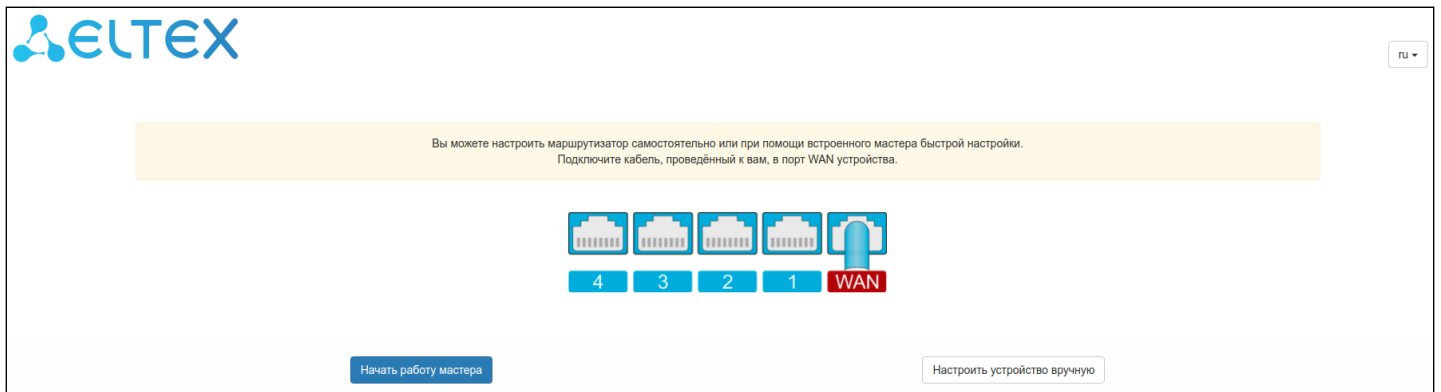 ELTEX
ru
Вы можете настроить маршрутизатор самостоятельно или при помощи встроенного мастера быстрой настройки.
Подключите кабель, проведённый к вам, в порт WAN устройства.
4 3 2 1 WAN
Начать работу мастера Настроить устройство вручную